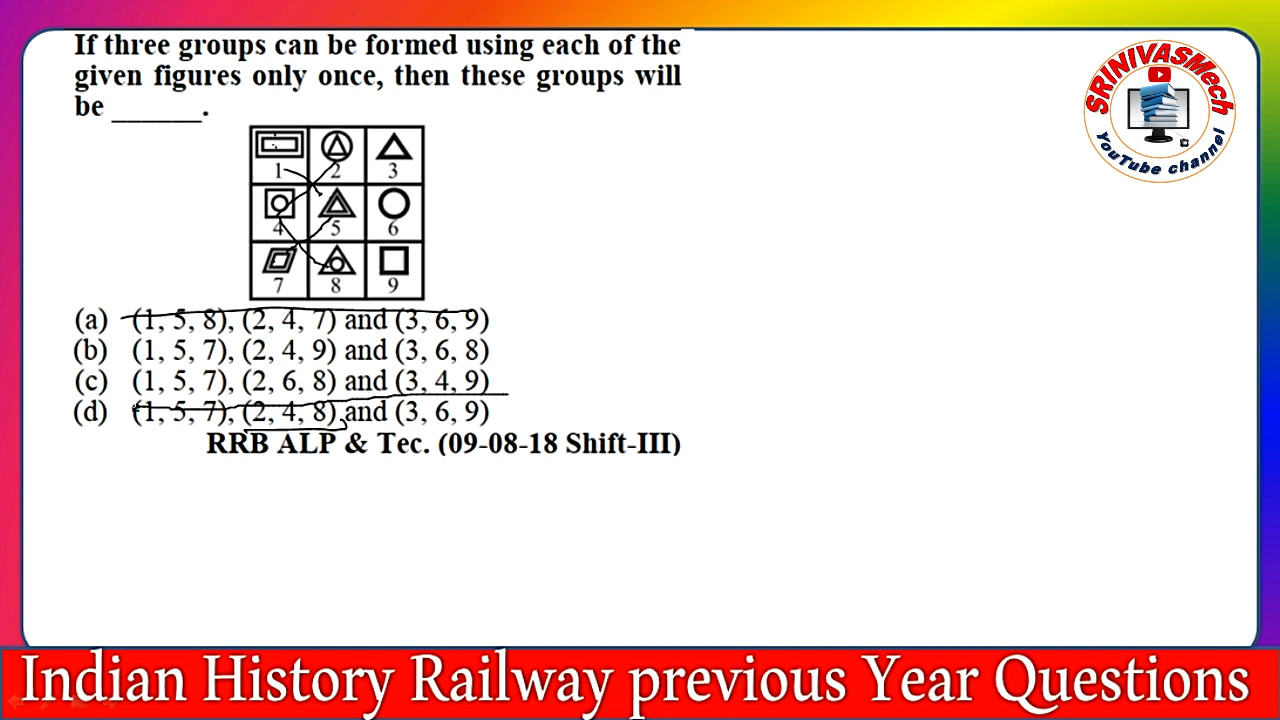 If three groups can be formed using each of the
given figures only once, then these groups will
be ______.
1 2 3
4 5 6
7 8 9
(a) (1, 5, 8), (2, 4, 7) and (3, 6, 9)
(b) (1, 5, 7), (2, 4, 9) and (3, 6, 8)
(c) (1, 5, 7), (2, 6, 8) and (3, 4, 9)
(d) (1, 5, 7), (2, 4, 8) and (3, 6, 9)
RRB ALP & Tec. (09-08-18 Shift-III)
SRINIVASMech
YouTube channel
Indian History Railway previous Year Questions